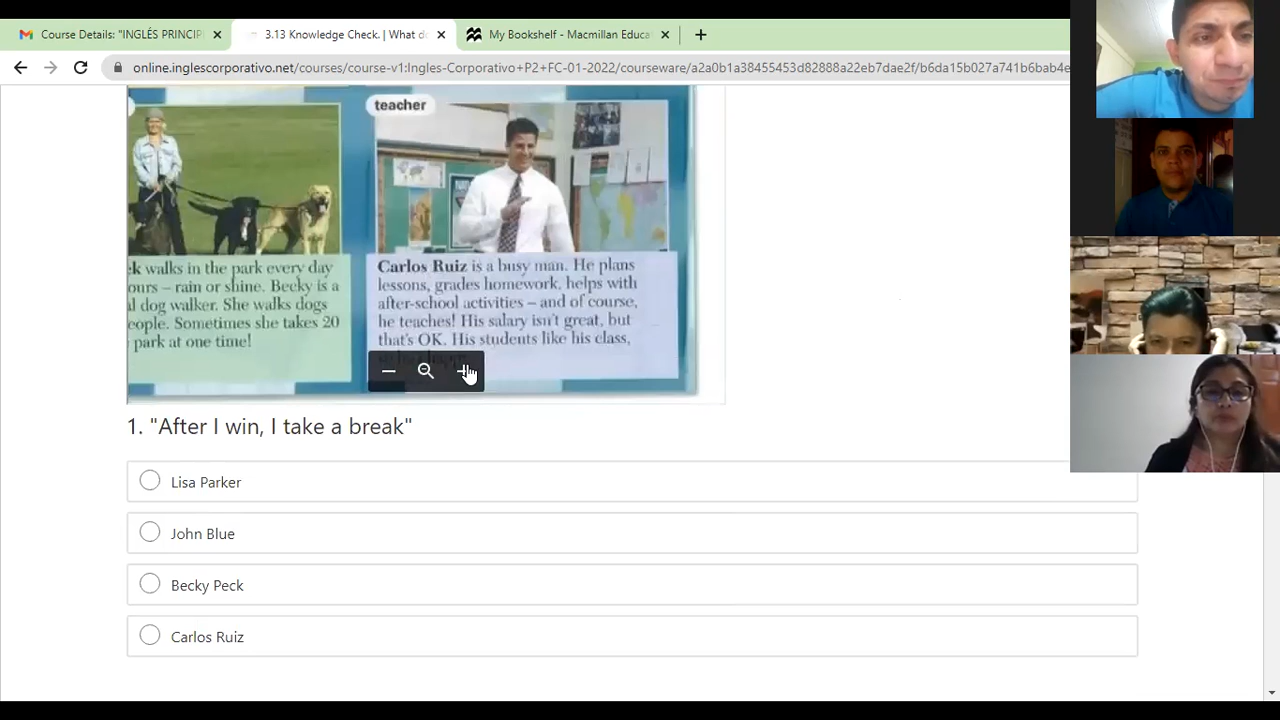 Course Details: "INGLÉS PRINCIP
3.13 Knowledge Check. | What do
My Bookshelf - Macmillan Educa
online.inglescorporativo.net/courses/course-v1:Ingles-Corporativo+P2+FC-01-2022/courseware/a2a0b1a38455453d82888a22eb7dae2f/b6da15b027a741b6bab4e
teacher
ck walks in the park every day
ours – rain or shine. Becky is a
l dog walker. She walks dogs
eople. Sometimes she takes 20
park at one time!
Carlos Ruiz is a busy man. He plans
lessons, grades homework, helps with
after-school activities – and of course,
he teaches! His salary isn't great, but
that's OK. His students like his class,
1. "After I win, I take a break"
Lisa Parker
John Blue
Becky Peck
Carlos Ruiz